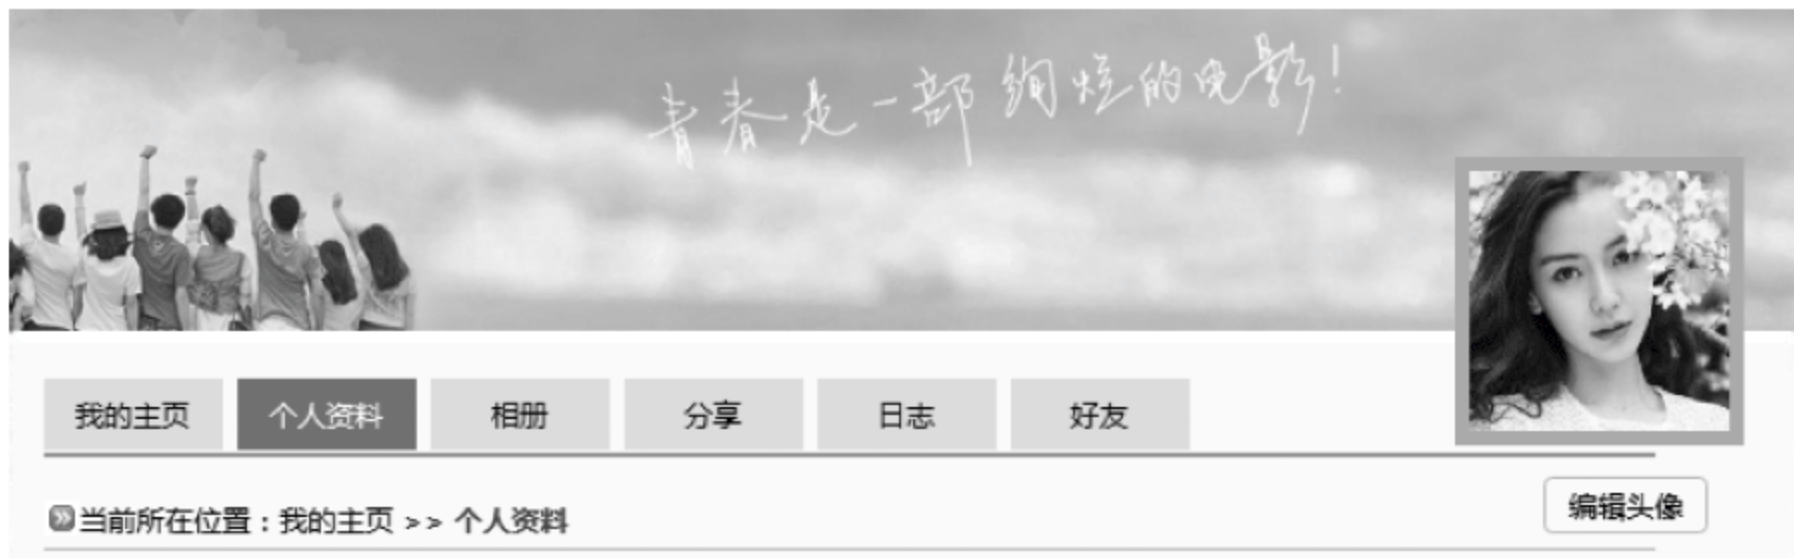 青春是一部绚烂的电影!
我的主页 个人资料 相册 分享 日志 好友
当前所在位置：我的主页 >> 个人资料
编辑头像